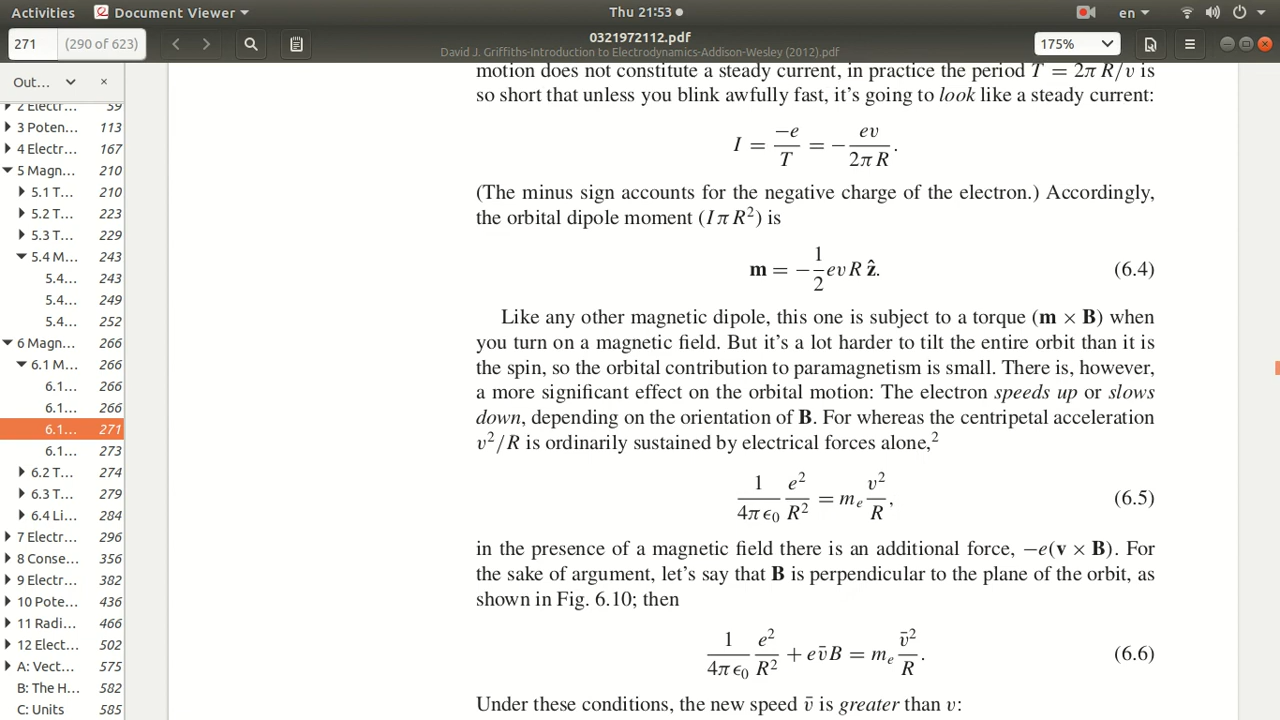 Activities Document Viewer Thu 21:53 en
271 (290 of 623) 0321972112.pdf 175%
David J. Griffiths-Introduction to Electrodynamics-Addison-Wesley (2012).pdf
Out... ×
2 Electr... 59
3 Poten... 113
4 Electr... 167
5 Magn... 210
5.1 T... 210
5.2 T... 223
5.3 T... 229
5.4 M... 243
5.4... 243
5.4... 249
5.4... 252
6 Magn... 266
6.1 M... 266
6.1... 266
6.1... 266
6.1... 271
6.1... 273
6.2 T... 274
6.3 T... 279
6.4 Li... 284
7 Electr... 296
8 Conse... 356
9 Electr... 382
10 Pote... 436
11 Radi... 466
12 Elect... 502
A: Vect... 575
B: The H... 582
C: Units 585
motion does not constitute a steady current, in practice the period T = 2πR/v is
so short that unless you blink awfully fast, it's going to look like a steady current:
I = −e/T = − ev/2πR.
(The minus sign accounts for the negative charge of the electron.) Accordingly,
the orbital dipole moment (IπR²) is
m = −1/2 evR ẑ. (6.4)
Like any other magnetic dipole, this one is subject to a torque (m × B) when
you turn on a magnetic field. But it's a lot harder to tilt the entire orbit than it is
the spin, so the orbital contribution to paramagnetism is small. There is, however,
a more significant effect on the orbital motion: The electron speeds up or slows
down, depending on the orientation of B. For whereas the centripetal acceleration
v²/R is ordinarily sustained by electrical forces alone,²
1/4πϵ₀ e²/R² = mₑ v²/R, (6.5)
in the presence of a magnetic field there is an additional force, −e(v × B). For
the sake of argument, let's say that B is perpendicular to the plane of the orbit, as
shown in Fig. 6.10; then
1/4πϵ₀ e²/R² + ev̄B = mₑ v̄²/R. (6.6)
Under these conditions, the new speed v̄ is greater than v: